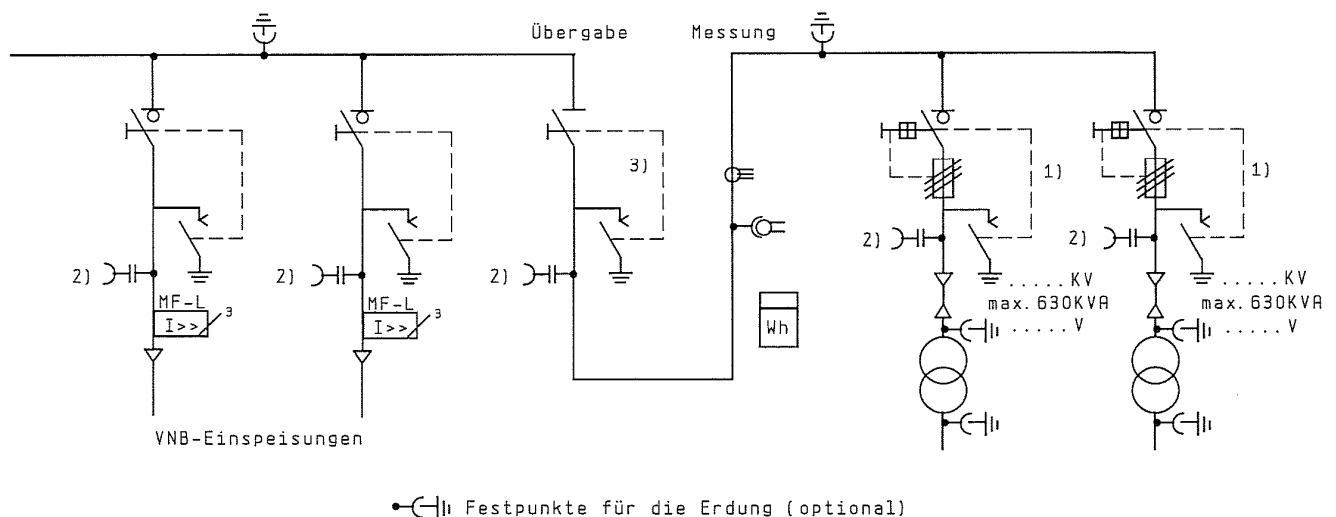 Übergabe
Messung
3)
1)
1)
2)
2)
2)
2)
2)
MF-L
I>> 3
MF-L
I>> 3
Wh
.....KV
max.630KVA
.....V
.....KV
max.630KVA
.....V
VNB-Einspeisungen
Festpunkte für die Erdung (optional)